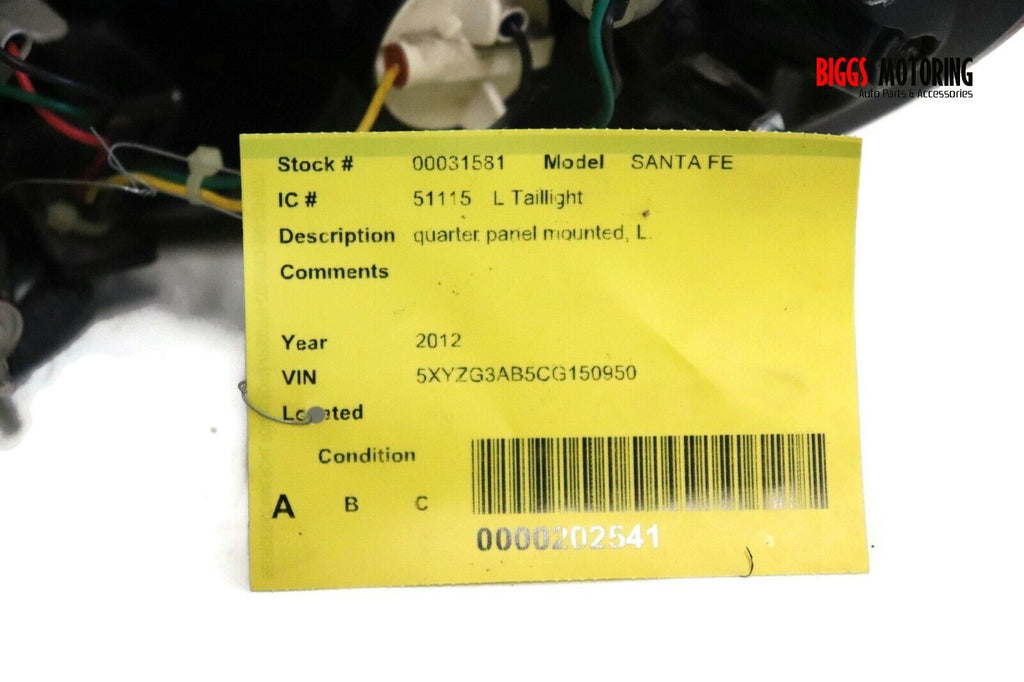 BIGGS MOTORING
Auto Parts & Accessories
Stock # 00031581 Model SANTA FE
IC # 51115 L Taillight
Description quarter panel mounted, L.
Comments
Year 2012
VIN 5XYZG3AB5CG150950
Located
Condition
A B C
0000202541